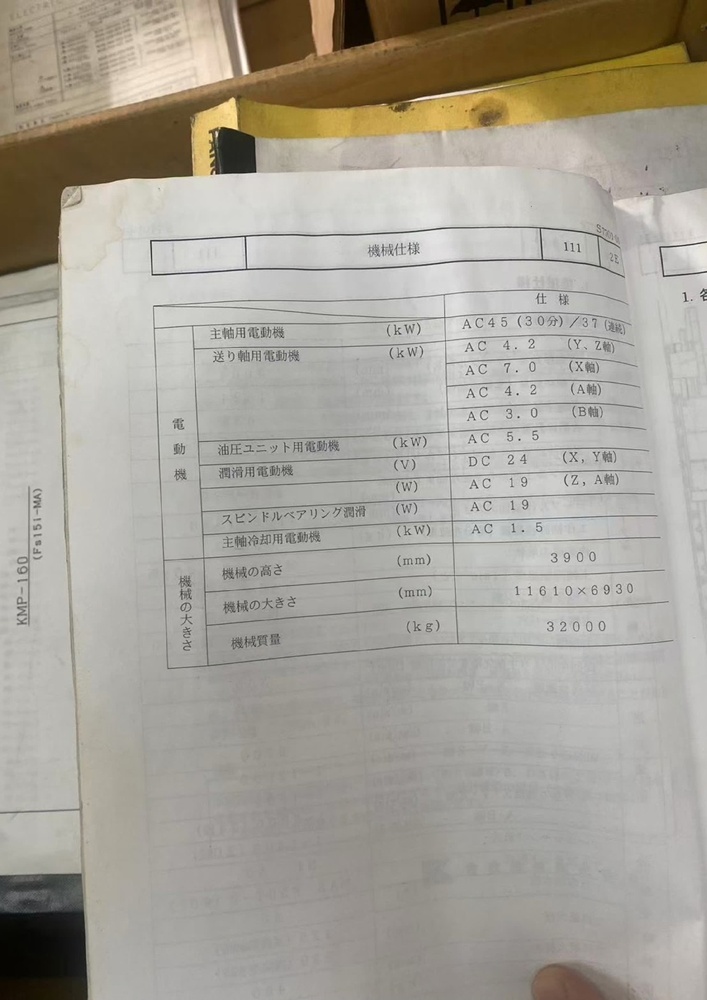 ELECTRIC
機械仕様
111
2E
仕様
電動機
主軸用電動機 (kW) AC45(30分)/37(連続)
送り軸用電動機 (kW) AC 4.2 (Y、Z軸)
AC 7.0 (X軸)
AC 4.2 (A軸)
AC 3.0 (B軸)
油圧ユニット用電動機 (kW) AC 5.5
潤滑用電動機 (V) DC 24 (X,Y軸)
(W) AC 19 (Z,A軸)
スピンドルベアリング潤滑 (W) AC 19
主軸冷却用電動機 (kW) AC 1.5
機械の大きさ
機械の高さ (mm) 3900
機械の大きさ (mm) 11610×6930
機械質量 (kg) 32000
1. 各
KMP-160
(Fs15i-MA)